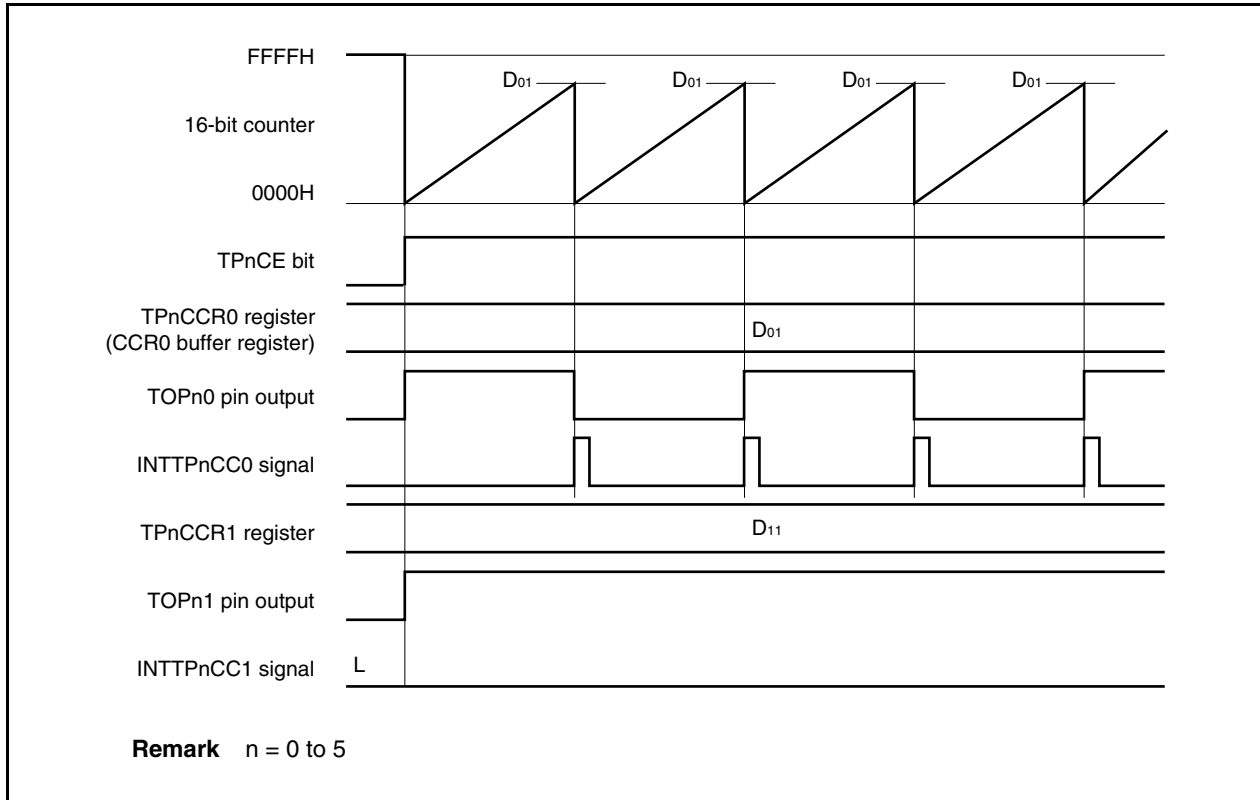 FFFFH
D01 D01 D01 D01
16-bit counter
0000H
TPnCE bit
TPnCCR0 register
(CCR0 buffer register)
D01
TOPn0 pin output
INTTPnCC0 signal
TPnCCR1 register
D11
TOPn1 pin output
INTTPnCC1 signal
L
Remark n = 0 to 5